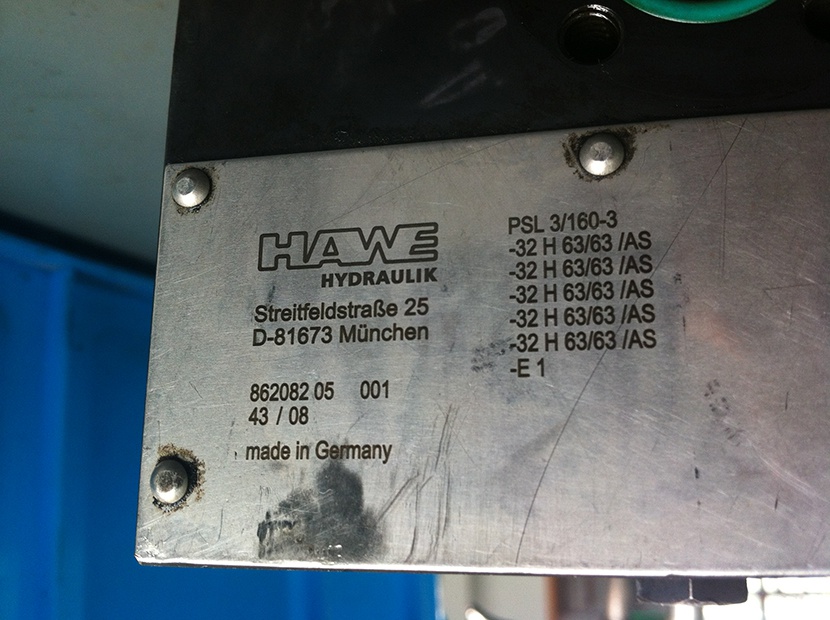 HAWE
HYDRAULIK
Streitfeldstraße 25
D-81673 München
862082 05 001
43 / 08
made in Germany
PSL 3/160-3
-32 H 63/63 /AS
-32 H 63/63 /AS
-32 H 63/63 /AS
-32 H 63/63 /AS
-32 H 63/63 /AS
-E 1